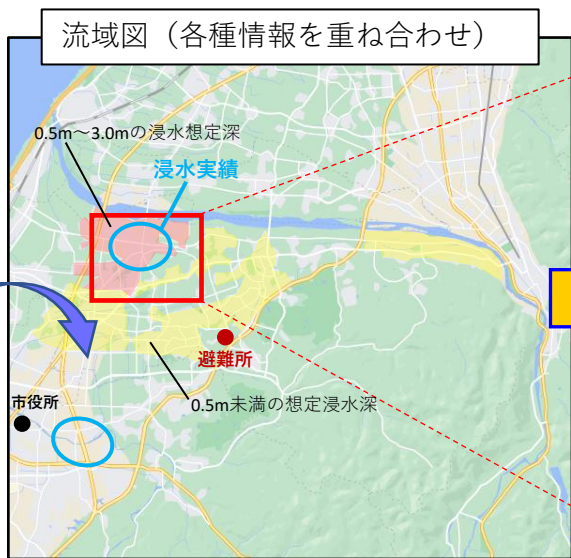 流域図（各種情報を重ね合わせ）
0.5m～3.0mの浸水想定深
浸水実績
避難所
0.5m未満の想定浸水深
市役所